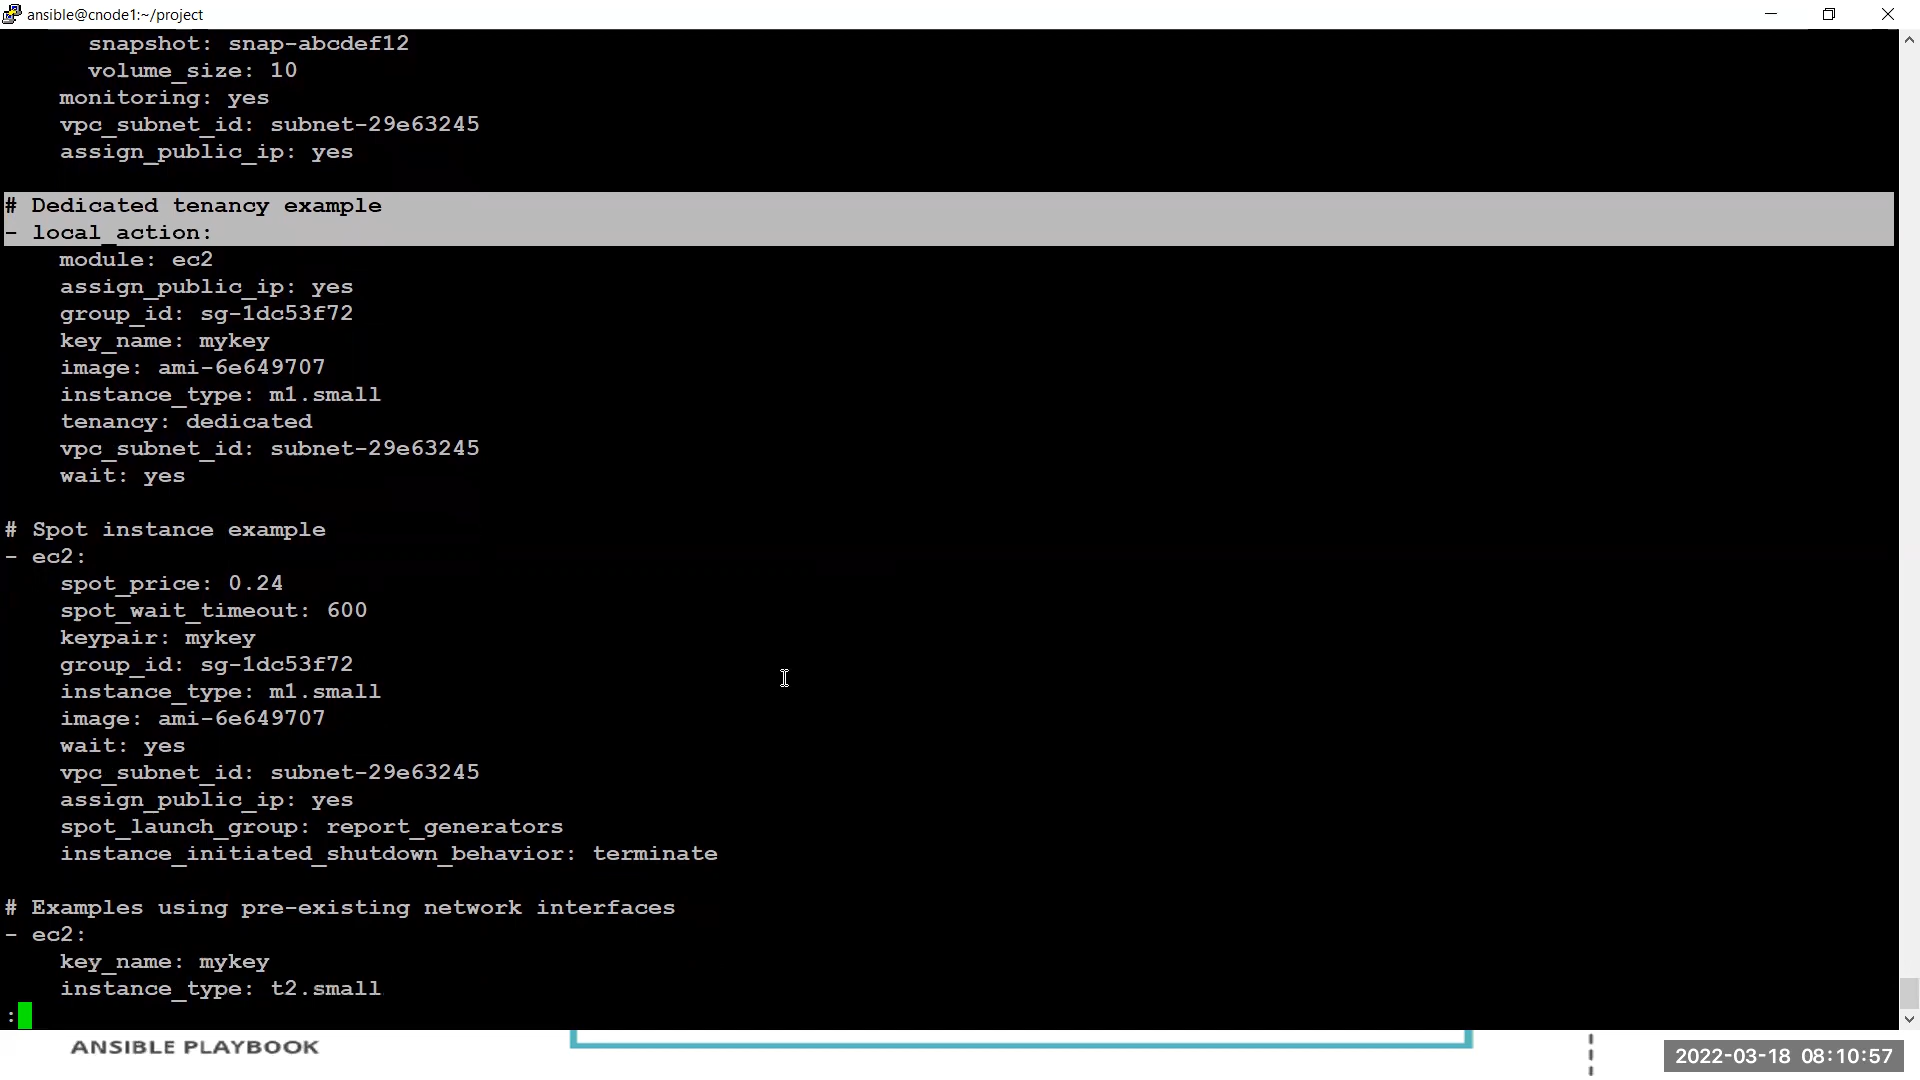 ansible@cnode1:~/project
snapshot: snap-abcdef12
volume_size: 10
monitoring: yes
vpc_subnet_id: subnet-29e63245
assign_public_ip: yes
# Dedicated tenancy example
- local_action:
module: ec2
assign_public_ip: yes
group_id: sg-1dc53f72
key_name: mykey
image: ami-6e649707
instance_type: m1.small
tenancy: dedicated
vpc_subnet_id: subnet-29e63245
wait: yes
# Spot instance example
- ec2:
spot_price: 0.24
spot_wait_timeout: 600
keypair: mykey
group_id: sg-1dc53f72
instance_type: m1.small
image: ami-6e649707
wait: yes
vpc_subnet_id: subnet-29e63245
assign_public_ip: yes
spot_launch_group: report_generators
instance_initiated_shutdown_behavior: terminate
# Examples using pre-existing network interfaces
- ec2:
key_name: mykey
instance_type: t2.small
:
ANSIBLE PLAYBOOK
2022-03-18 08:10:57